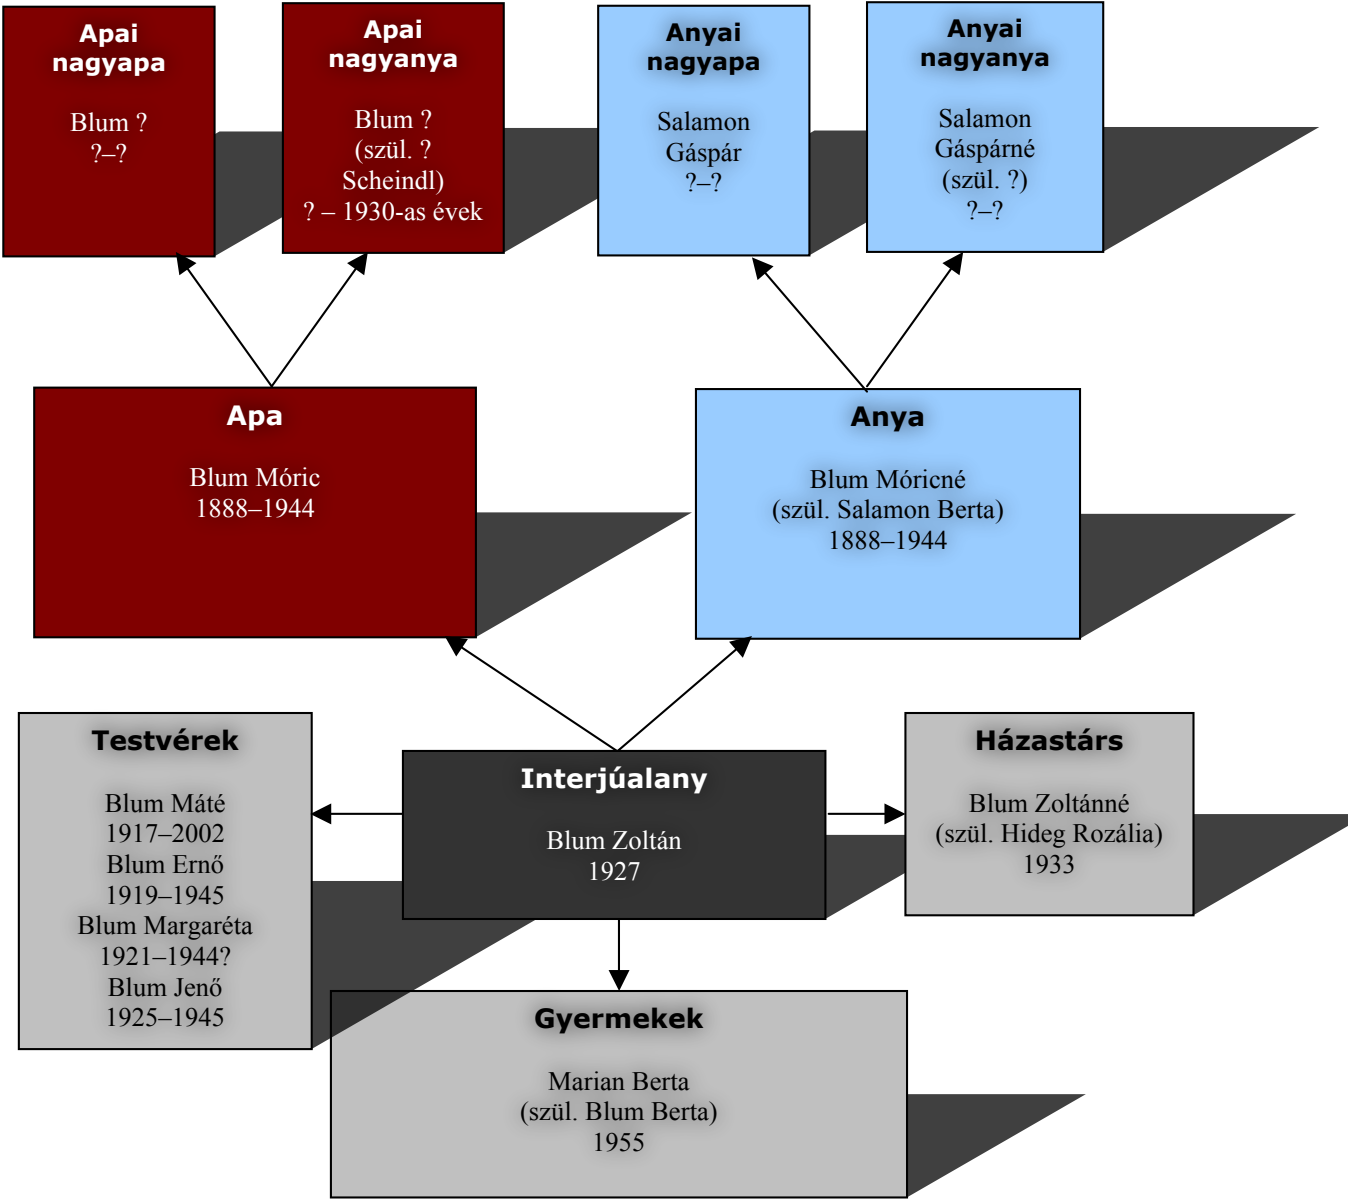 Apai
nagyapa
Blum ?
?–?
Apai
nagyanya
Blum ?
(szül. ?
Scheindl)
? – 1930-as évek
Anyai
nagyapa
Salamon
Gáspár
?–?
Anyai
nagyanya
Salamon
Gáspárné
(szül. ?)
?–?
Apa
Blum Móric
1888–1944
Anya
Blum Móricné
(szül. Salamon Berta)
1888–1944
Testvérek
Blum Máté
1917–2002
Blum Ernő
1919–1945
Blum Margaréta
1921–1944?
Blum Jenő
1925–1945
Interjúalany
Blum Zoltán
1927
Házastárs
Blum Zoltánné
(szül. Hideg Rozália)
1933
Gyermekek
Marian Berta
(szül. Blum Berta)
1955